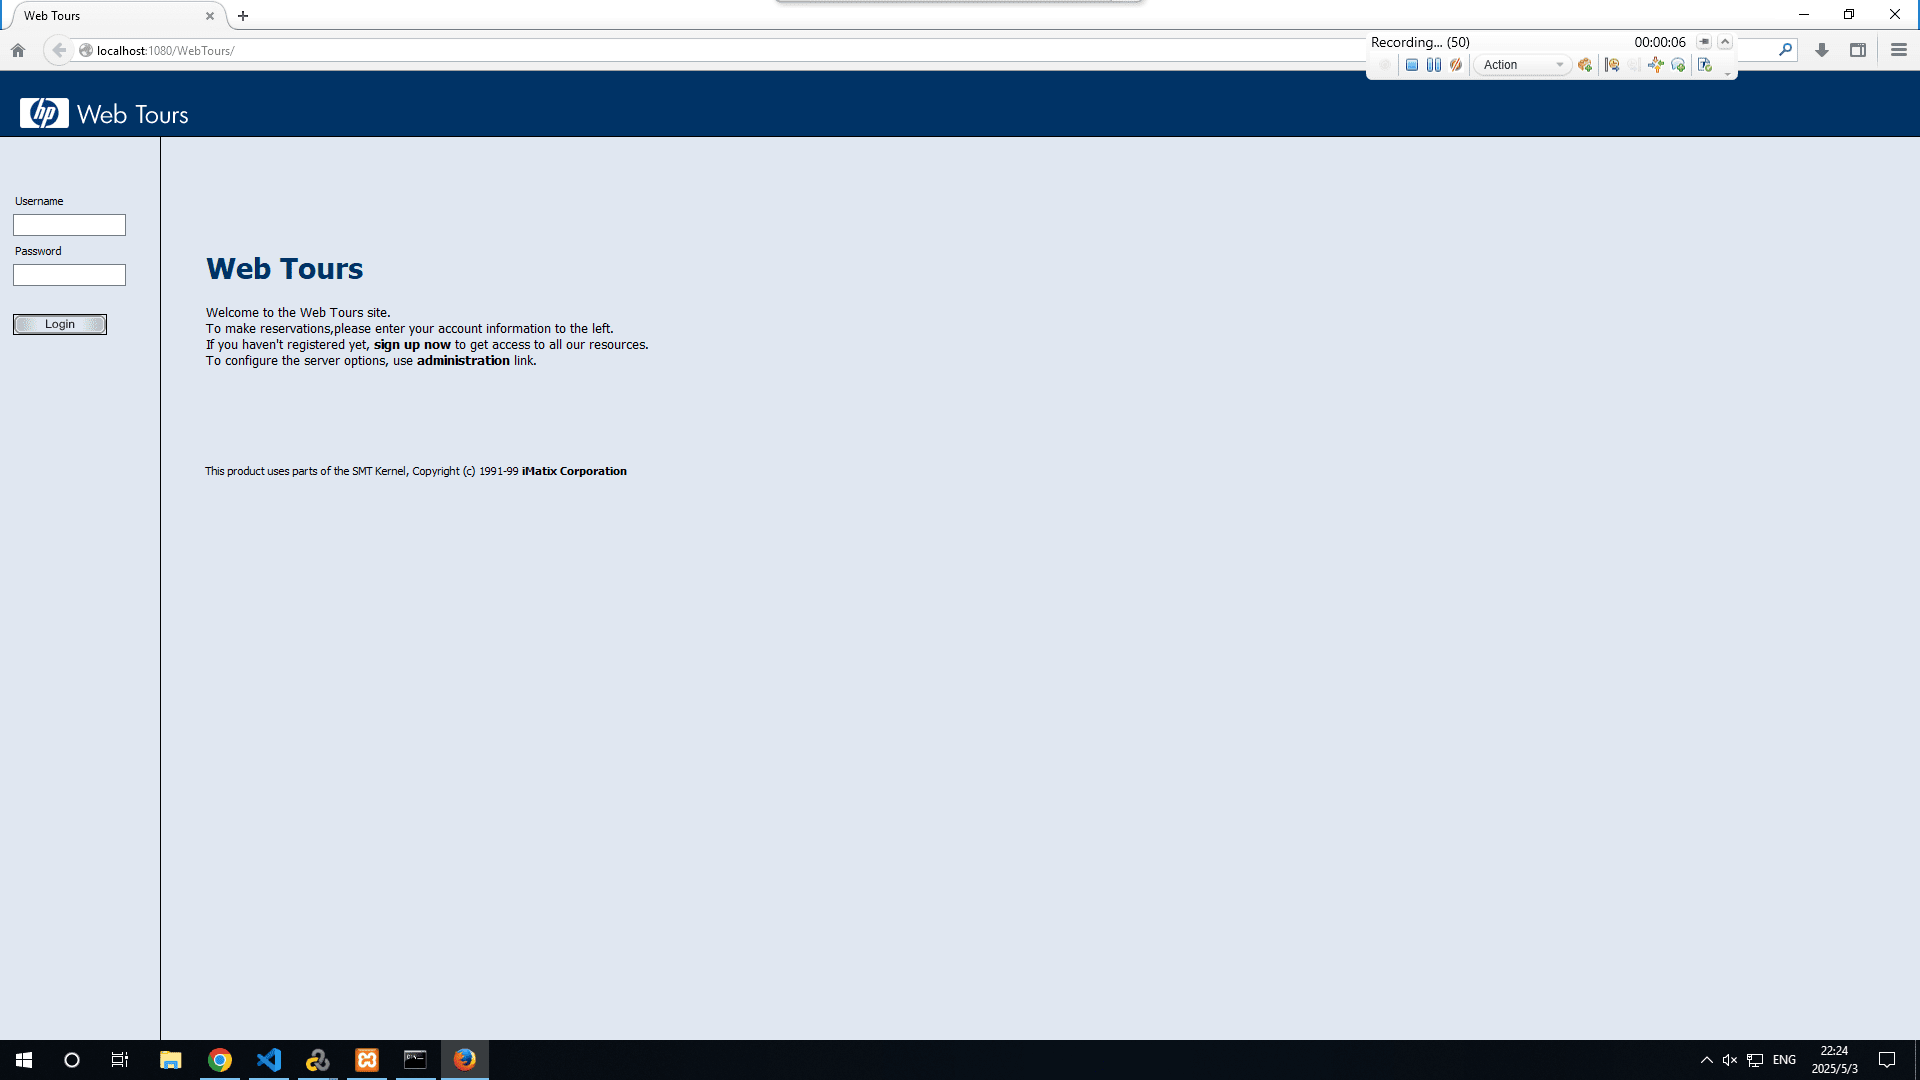 Web Tours
localhost:1080/WebTours/
Recording... (50)
00:00:06
Action
hp
Web Tours
Username
Password
Login
Web Tours
Welcome to the Web Tours site.
To make reservations,please enter your account information to the left.
If you haven't registered yet, sign up now to get access to all our resources.
To configure the server options, use administration link.
This product uses parts of the SMT Kernel, Copyright (c) 1991-99 iMatix Corporation
ENG
22:24
2025/5/3